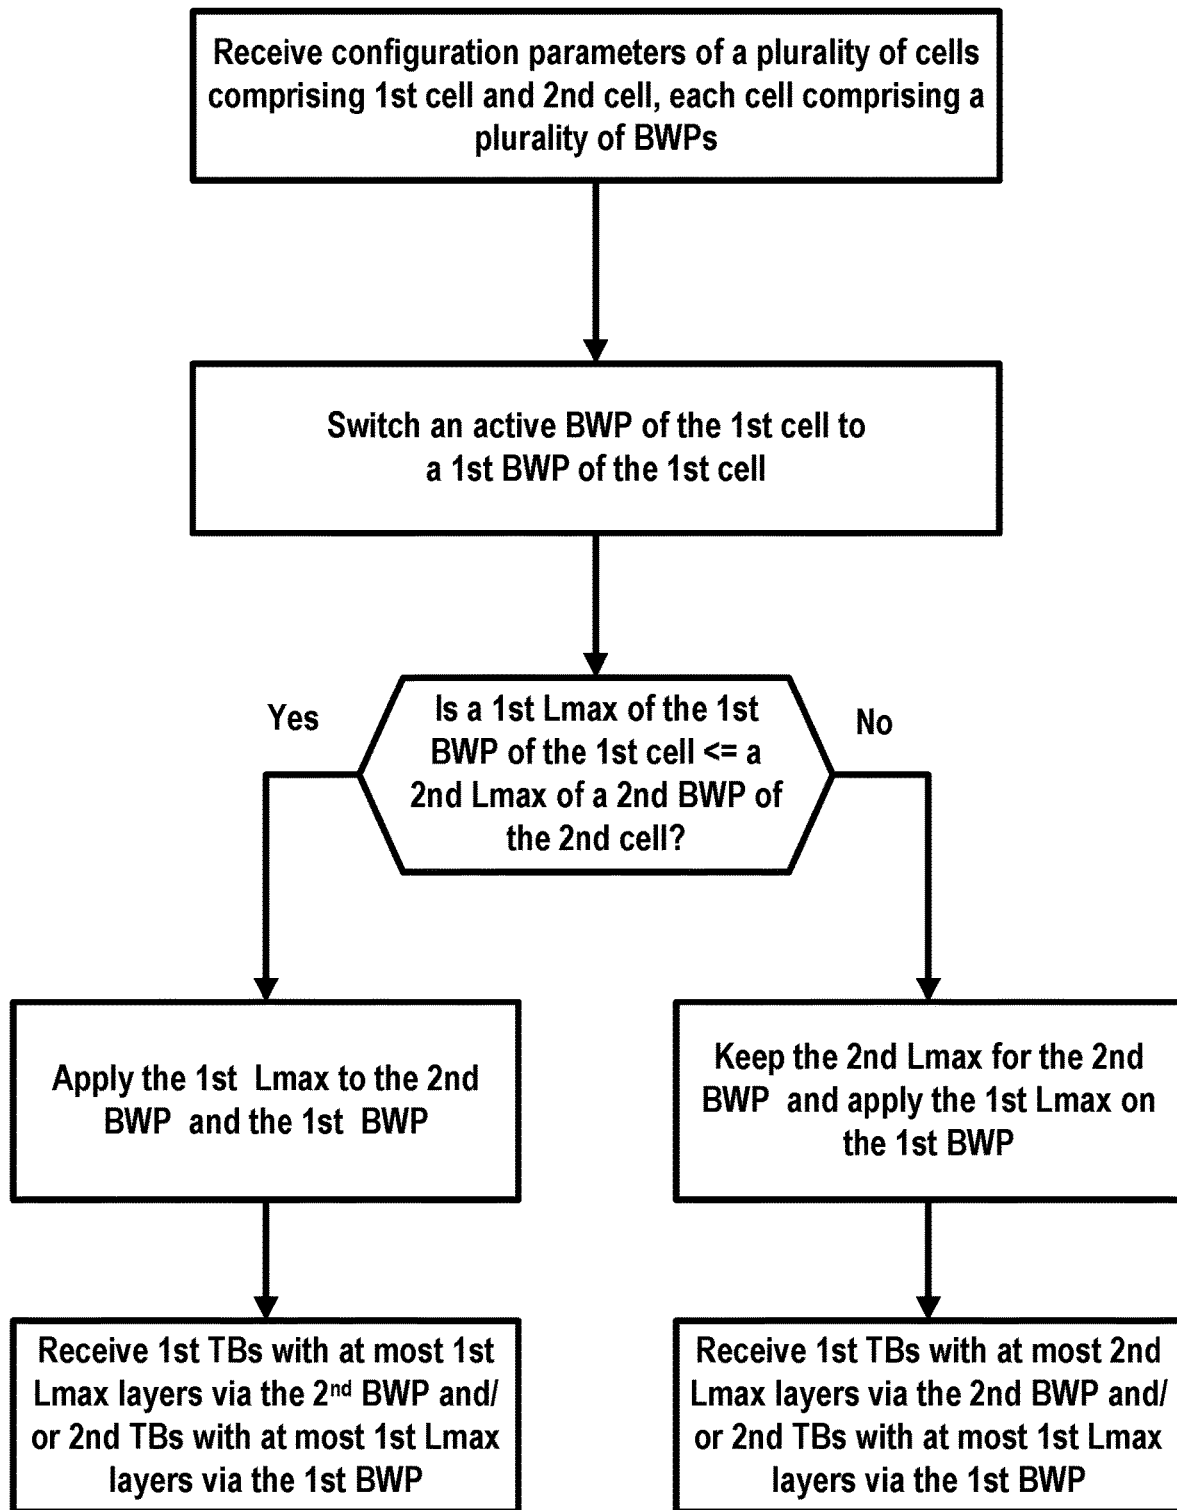 Receive configuration parameters of a plurality of cells
comprising 1st cell and 2nd cell, each cell comprising a
plurality of BWPs
Switch an active BWP of the 1st cell to
a 1st BWP of the 1st cell
Is a 1st Lmax of the 1st
BWP of the 1st cell <= a
2nd Lmax of a 2nd BWP of
the 2nd cell?
Yes
No
Apply the 1st Lmax to the 2nd
BWP and the 1st BWP
Keep the 2nd Lmax for the 2nd
BWP and apply the 1st Lmax on
the 1st BWP
Receive 1st TBs with at most 1st
Lmax layers via the 2nd BWP and/
or 2nd TBs with at most 1st Lmax
layers via the 1st BWP
Receive 1st TBs with at most 2nd
Lmax layers via the 2nd BWP and/
or 2nd TBs with at most 1st Lmax
layers via the 1st BWP